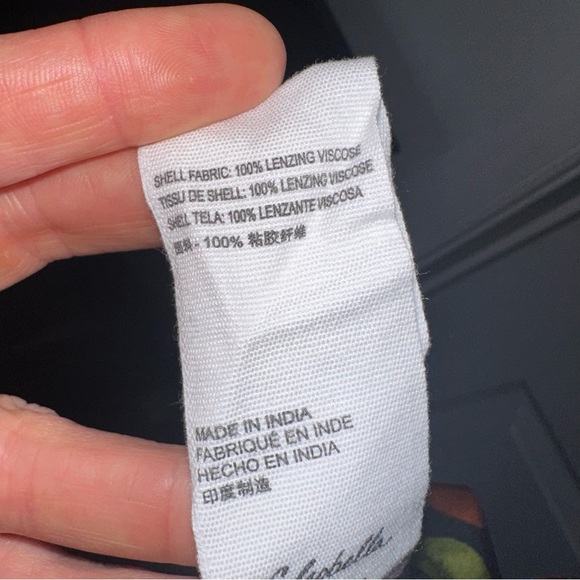 SHELL FABRIC: 100% LENZING VISCOSE
TISSU DE SHELL: 100% LENZING VISCOSE
SHELL TELA: 100% LENZANTE VISCOSA
面料 - 100% 粘胶纤维
MADE IN INDIA
FABRIQUÉ EN INDE
HECHO EN INDIA
印度制造